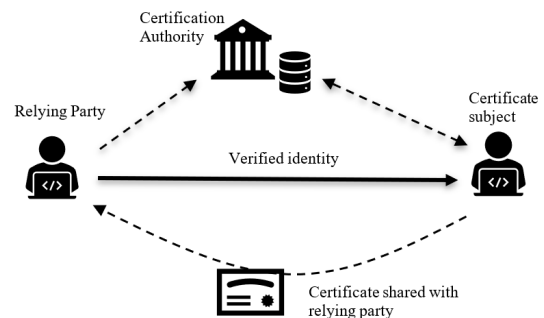 Certification
Authority
Relying Party
Certificate
subject
Verified identity
</>
</>
Certificate shared with
relying party